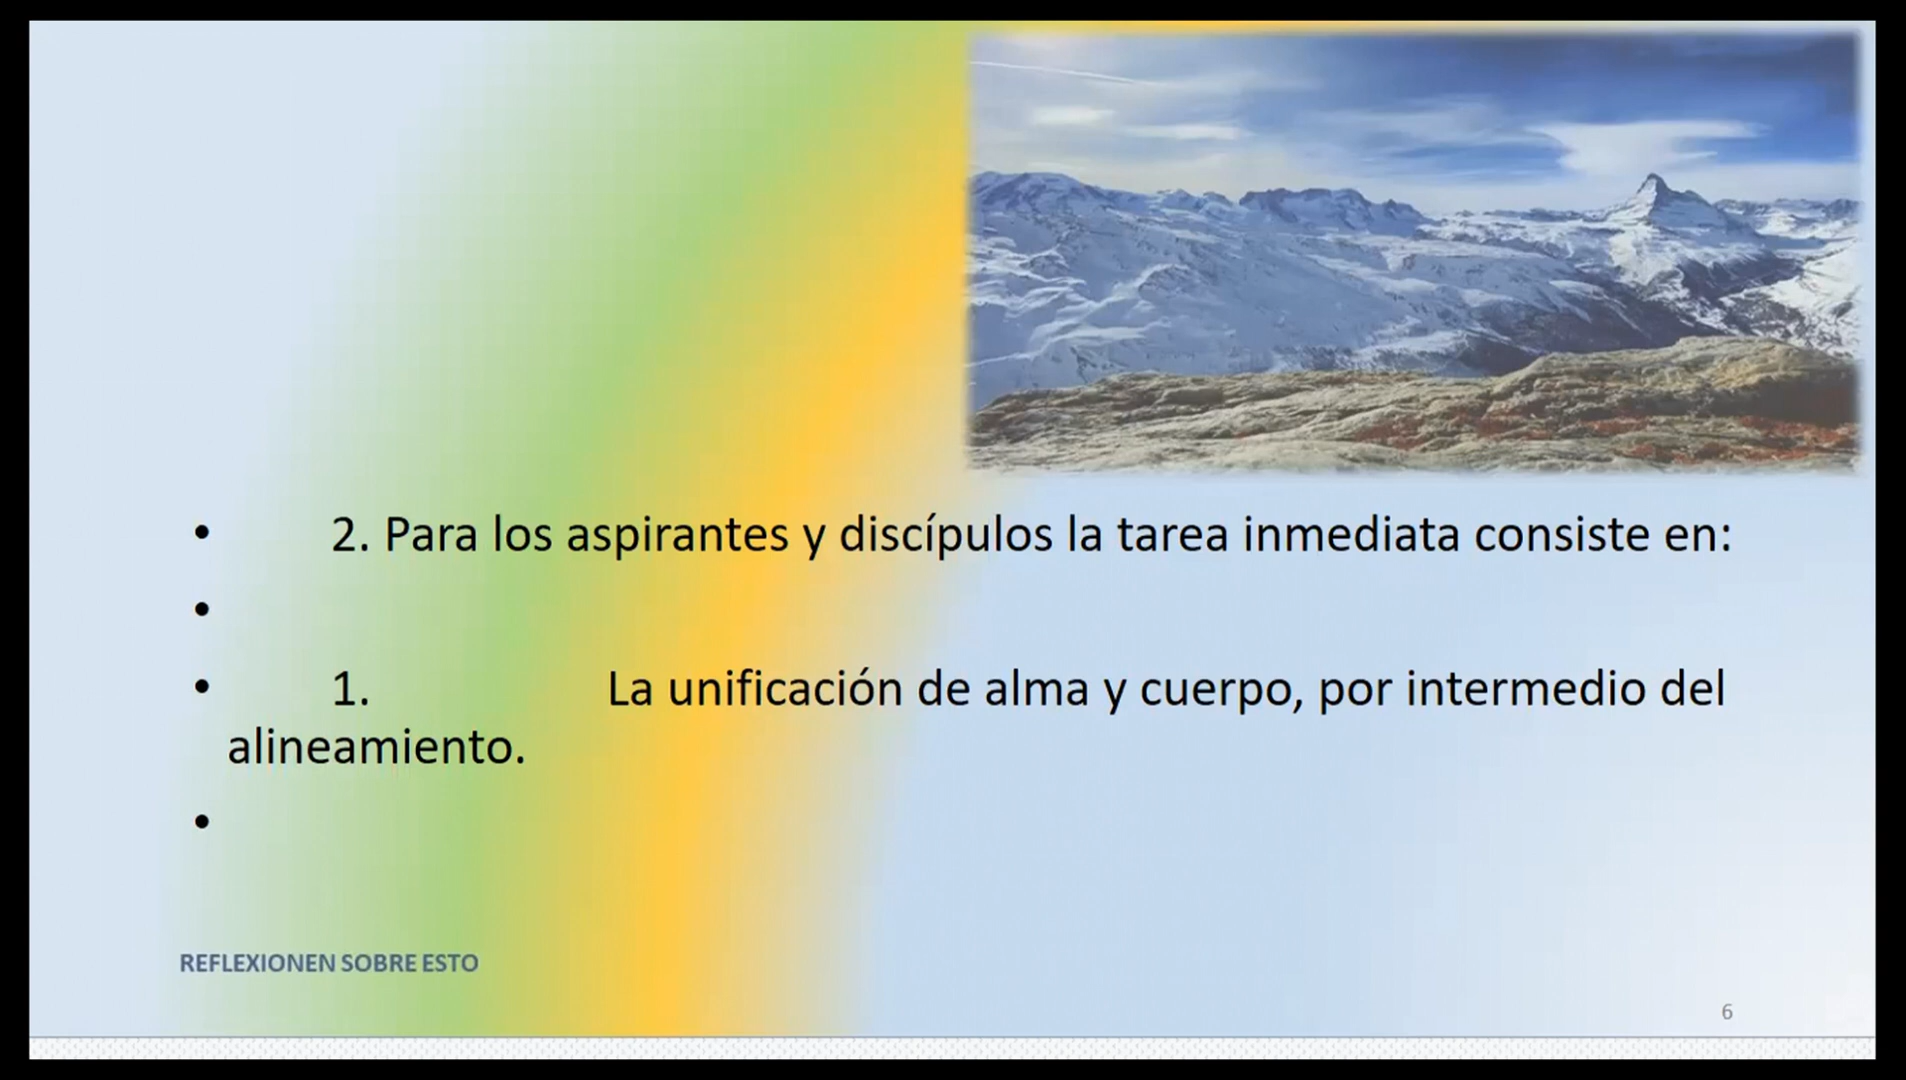 • 2. Para los aspirantes y discípulos la tarea inmediata consiste en:
•
• 1. La unificación de alma y cuerpo, por intermedio del
alineamiento.
•
REFLEXIONEN SOBRE ESTO
6